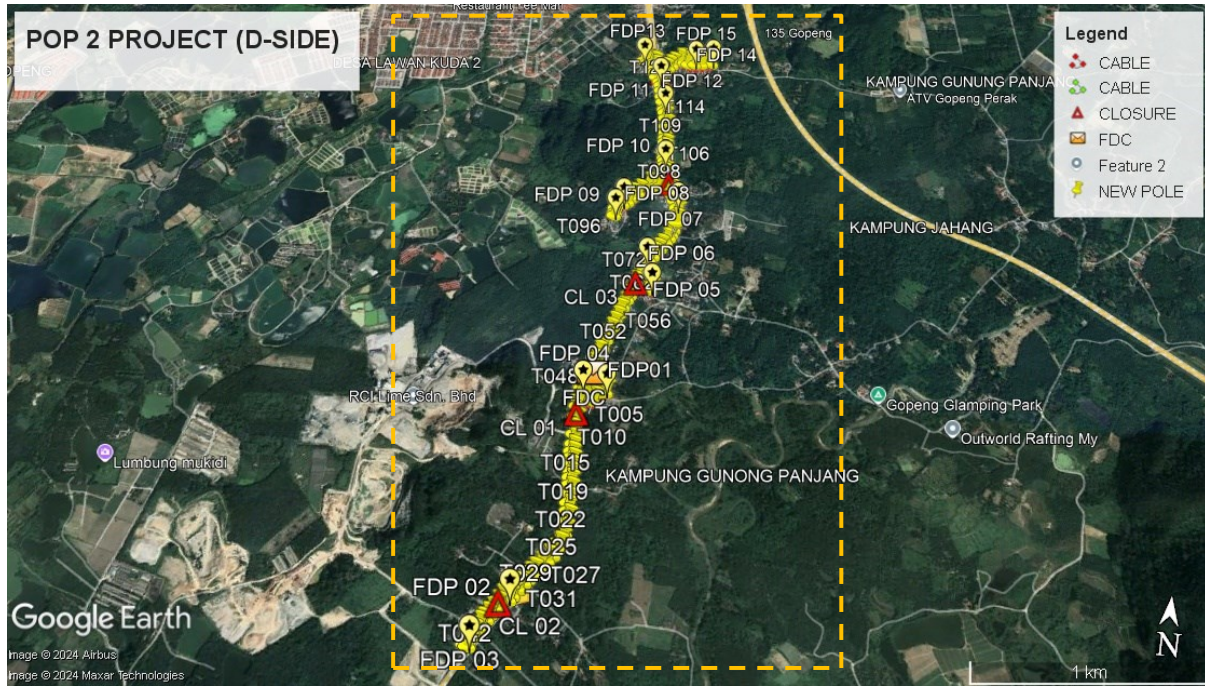 Restaurant Yee Man
POP 2 PROJECT (D-SIDE)
DESA LAWAN KUDA 2
FDP13
FDP 15
FDP 14
135 Gopeng
Legend
CABLE
CABLE
CLOSURE
FDC
Feature 2
NEW POLE
KAMPUNG GUNUNG PANJANG
ATV Gopeng Perak
FDP 12
FDP 11
T114
T109
FDP 10
T106
T098
FDP 09
FDP 08
T096
FDP 07
KAMPUNG JAHANG
T072
FDP 06
FDP 05
CL 03
T056
T052
FDP 04
T048
FDP01
RCI Lime Sdn. Bhd
FDC
T005
Gopeng Glamping Park
CL 01
T010
Outworld Rafting My
Lumbung mukidi
T015
KAMPUNG GUNONG PANJANG
T019
T022
T025
T029
T027
FDP 02
T031
Google Earth
CL 02
FDP 03
Image © 2024 Airbus
Image © 2024 Maxar Technologies
1 km
N